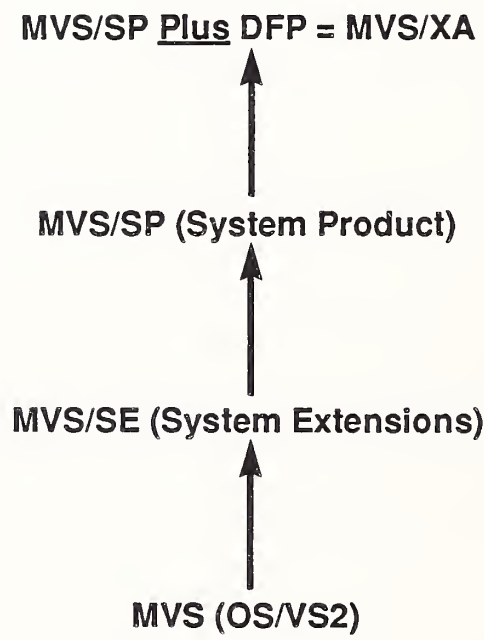 MVS/SP Plus DFP = MVS/XA
MVS/SP (System Product)
MVS/SE (System Extensions)
MVS (OS/VS2)